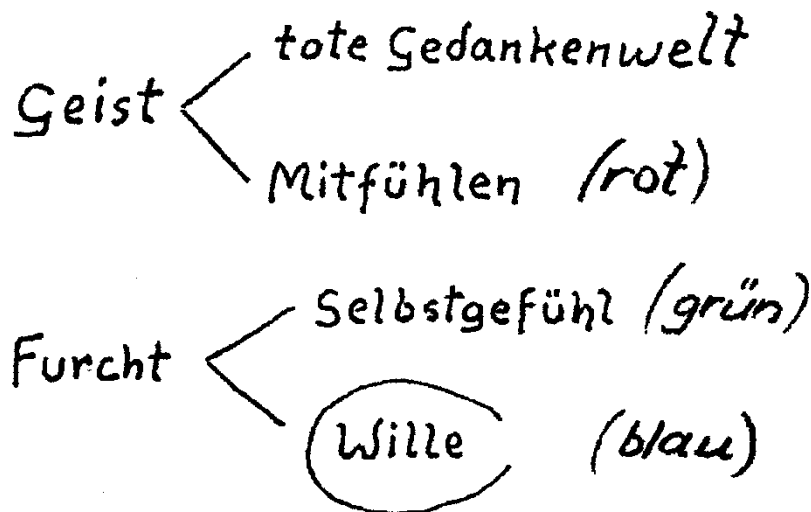 tote Gedankenwelt
Geist
Mitfühlen (rot)
Selbstgefühl (grün)
Furcht
Wille (blau)